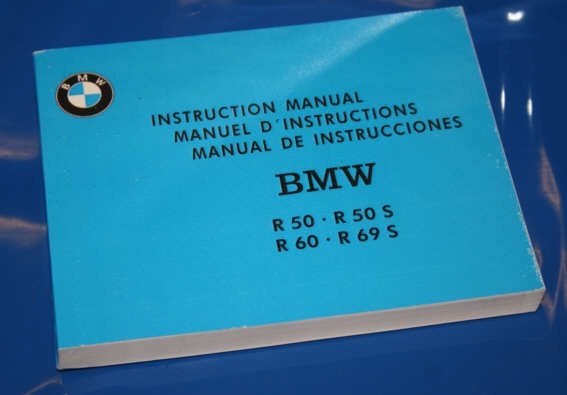 BMW
INSTRUCTION MANUAL
MANUEL D'INSTRUCTIONS
MANUAL DE INSTRUCCIONES
BMW
R 50 · R 50 S
R 60 · R 69 S